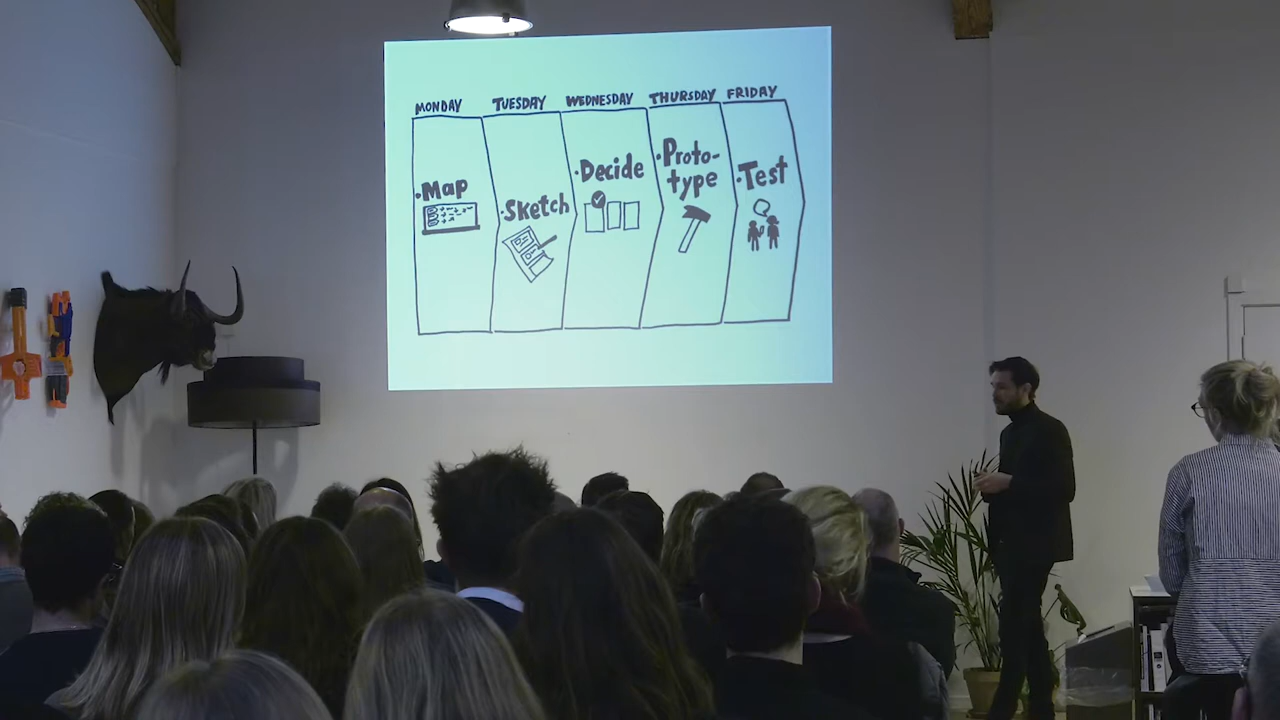 MONDAY TUESDAY WEDNESDAY THURSDAY FRIDAY
·Map
·Sketch
·Decide
·Proto-
type
·Test